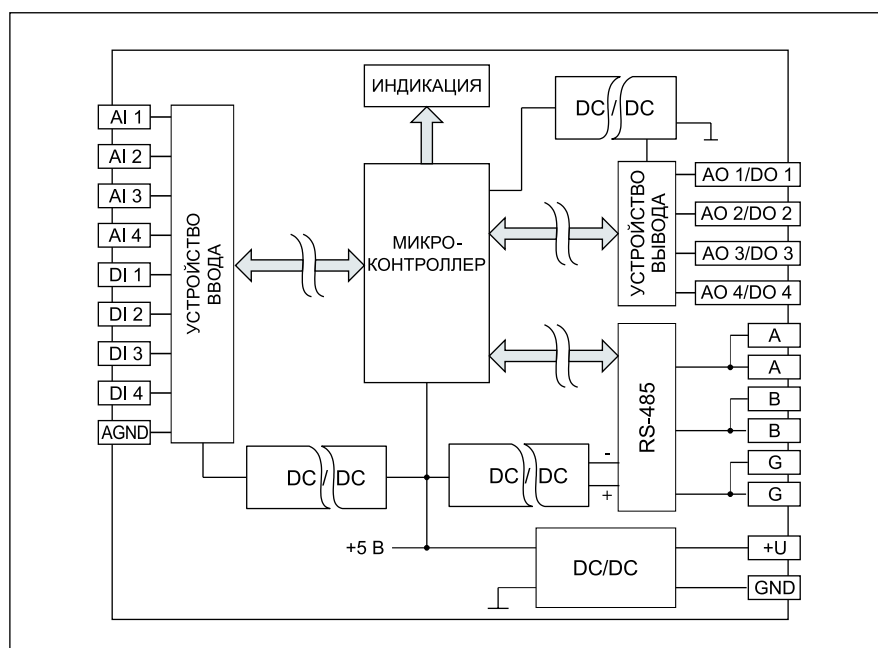 ИНДИКАЦИЯ
DC / DC
AI 1
AI 2
AI 3
AI 4
DI 1
DI 2
DI 3
DI 4
AGND
УСТРОЙСТВО
ВВОДА
МИКРО-
КОНТРОЛЛЕР
УСТРОЙСТВО
ВЫВОДА
AO 1/DO 1
AO 2/DO 2
AO 3/DO 3
AO 4/DO 4
RS-485
A
A
B
B
G
G
DC / DC
DC / DC
-
+
+5 В
DC/DC
+U
GND